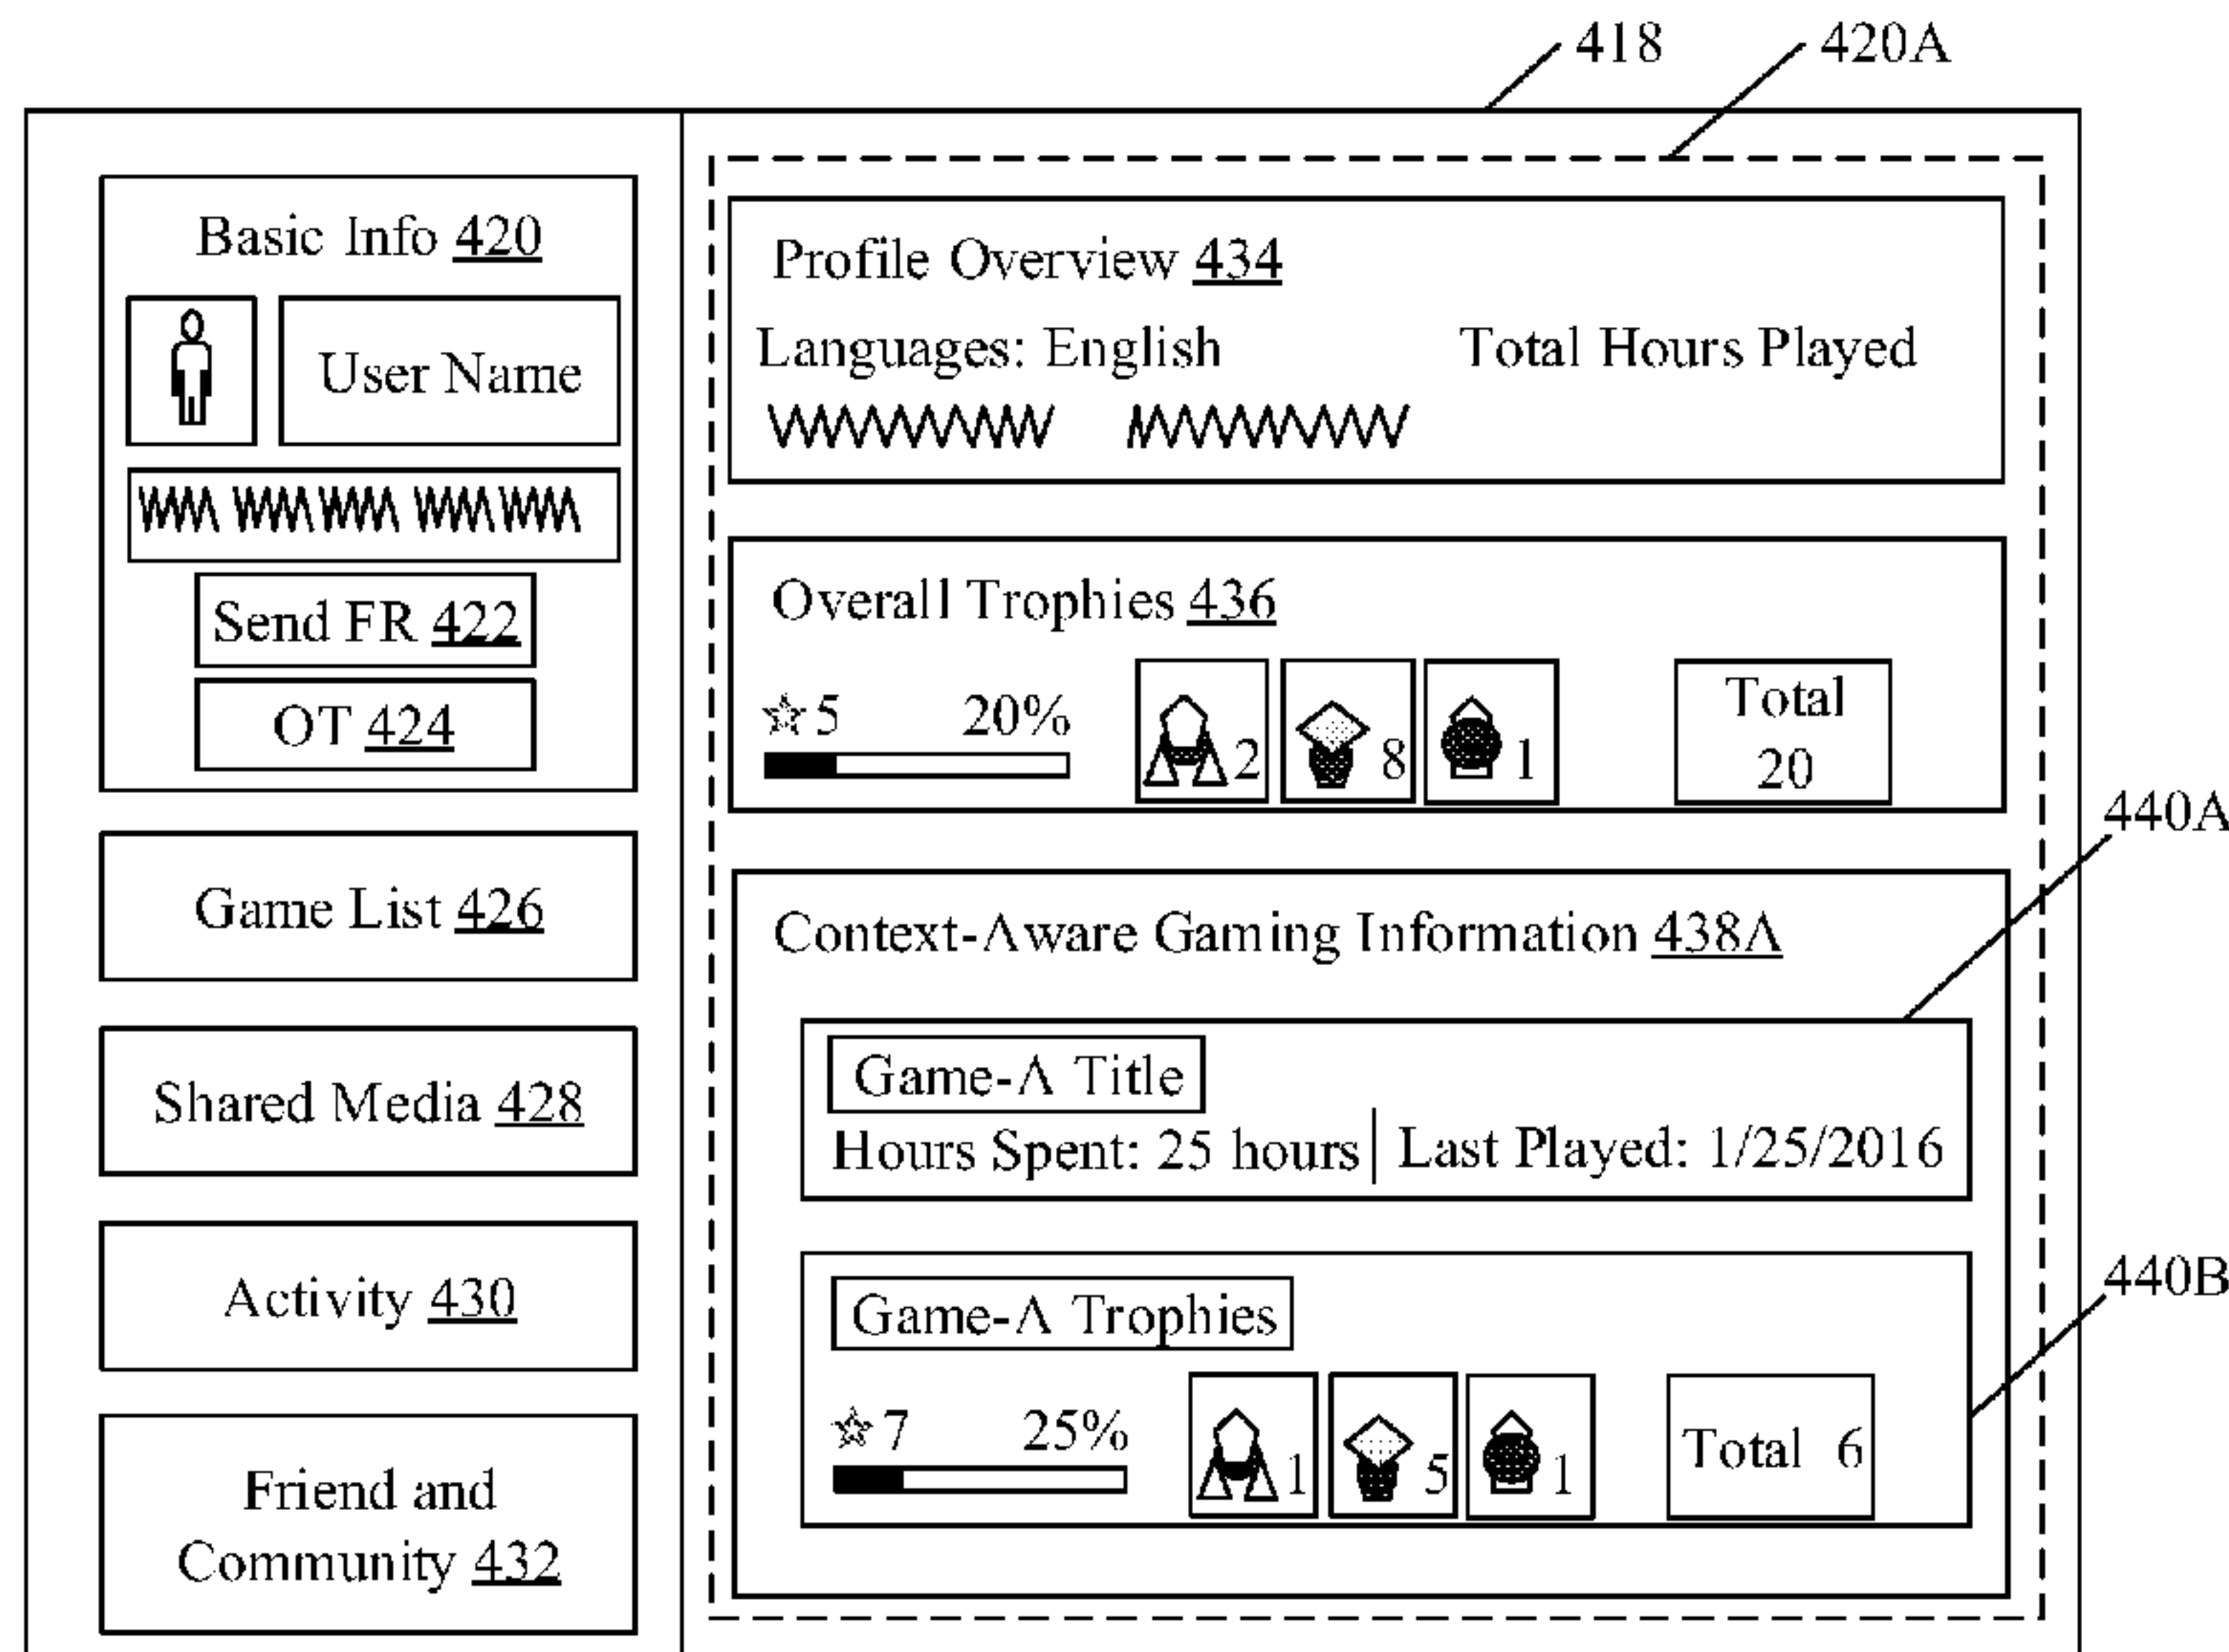 418
420A
Basic Info 420
User Name
Send FR 422
OT 424
Game List 426
Shared Media 428
Activity 430
Friend and
Community 432
Profile Overview 434
Languages: English Total Hours Played
Overall Trophies 436
5 20% 2 8 1
Total
20
440A
Context-Aware Gaming Information 438A
Game-A Title
Hours Spent: 25 hours | Last Played: 1/25/2016
440B
Game-A Trophies
7 25% 1 5 1 Total 6